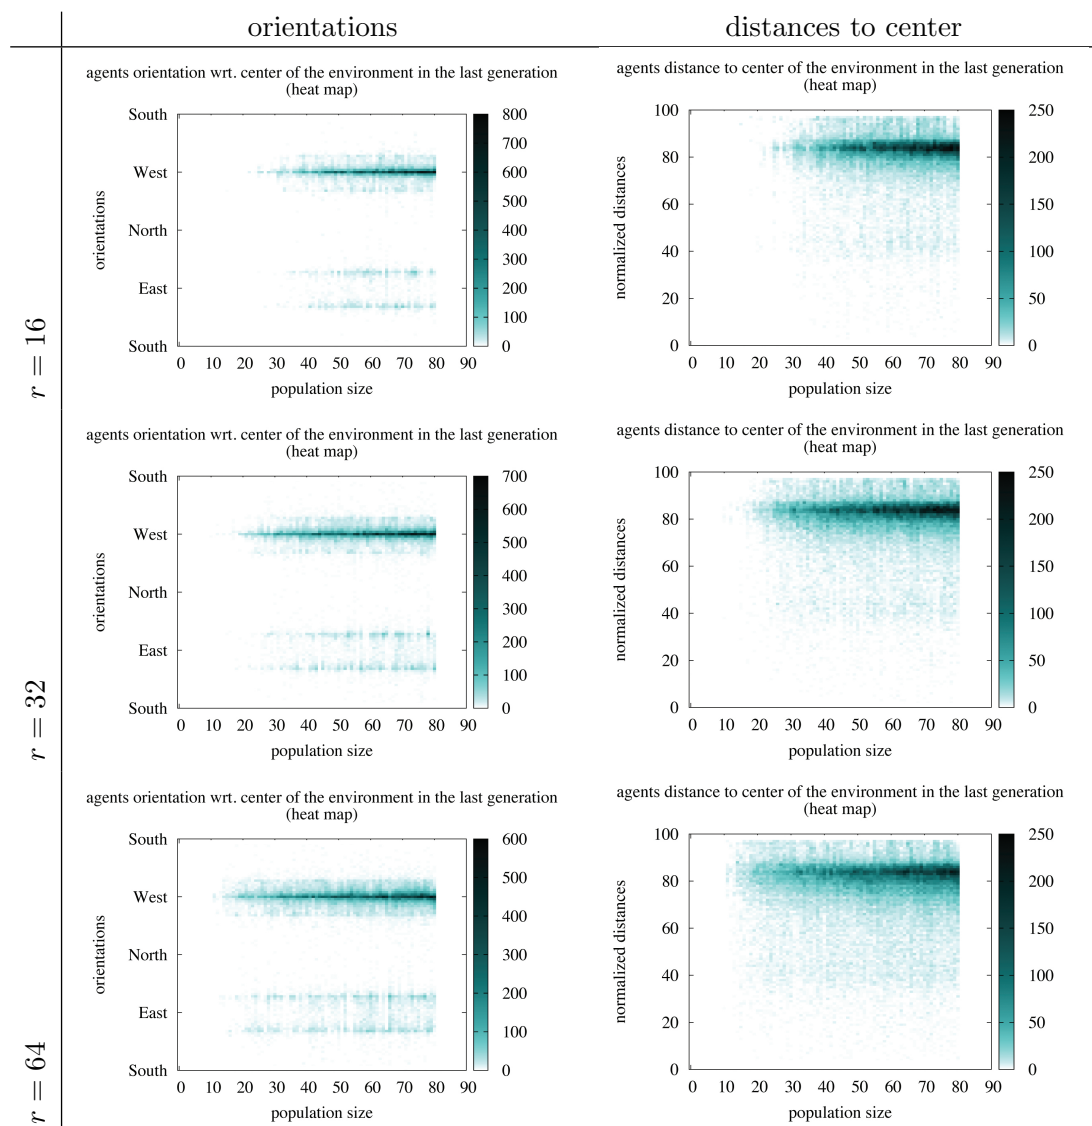 orientations
distances to center
r = 16
agents orientation wrt. center of the environment in the last generation
(heat map)
South
West
North
East
South
orientations
0 10 20 30 40 50 60 70 80 90
population size
800
700
600
500
400
300
200
100
0
agents distance to center of the environment in the last generation
(heat map)
100
80
60
40
20
0
normalized distances
0 10 20 30 40 50 60 70 80 90
population size
250
200
150
100
50
0
r = 32
agents orientation wrt. center of the environment in the last generation
(heat map)
South
West
North
East
South
orientations
0 10 20 30 40 50 60 70 80 90
population size
700
600
500
400
300
200
100
0
agents distance to center of the environment in the last generation
(heat map)
100
80
60
40
20
0
normalized distances
0 10 20 30 40 50 60 70 80 90
population size
250
200
150
100
50
0
r = 64
agents orientation wrt. center of the environment in the last generation
(heat map)
South
West
North
East
South
orientations
0 10 20 30 40 50 60 70 80 90
population size
600
500
400
300
200
100
0
agents distance to center of the environment in the last generation
(heat map)
100
80
60
40
20
0
normalized distances
0 10 20 30 40 50 60 70 80 90
population size
250
200
150
100
50
0